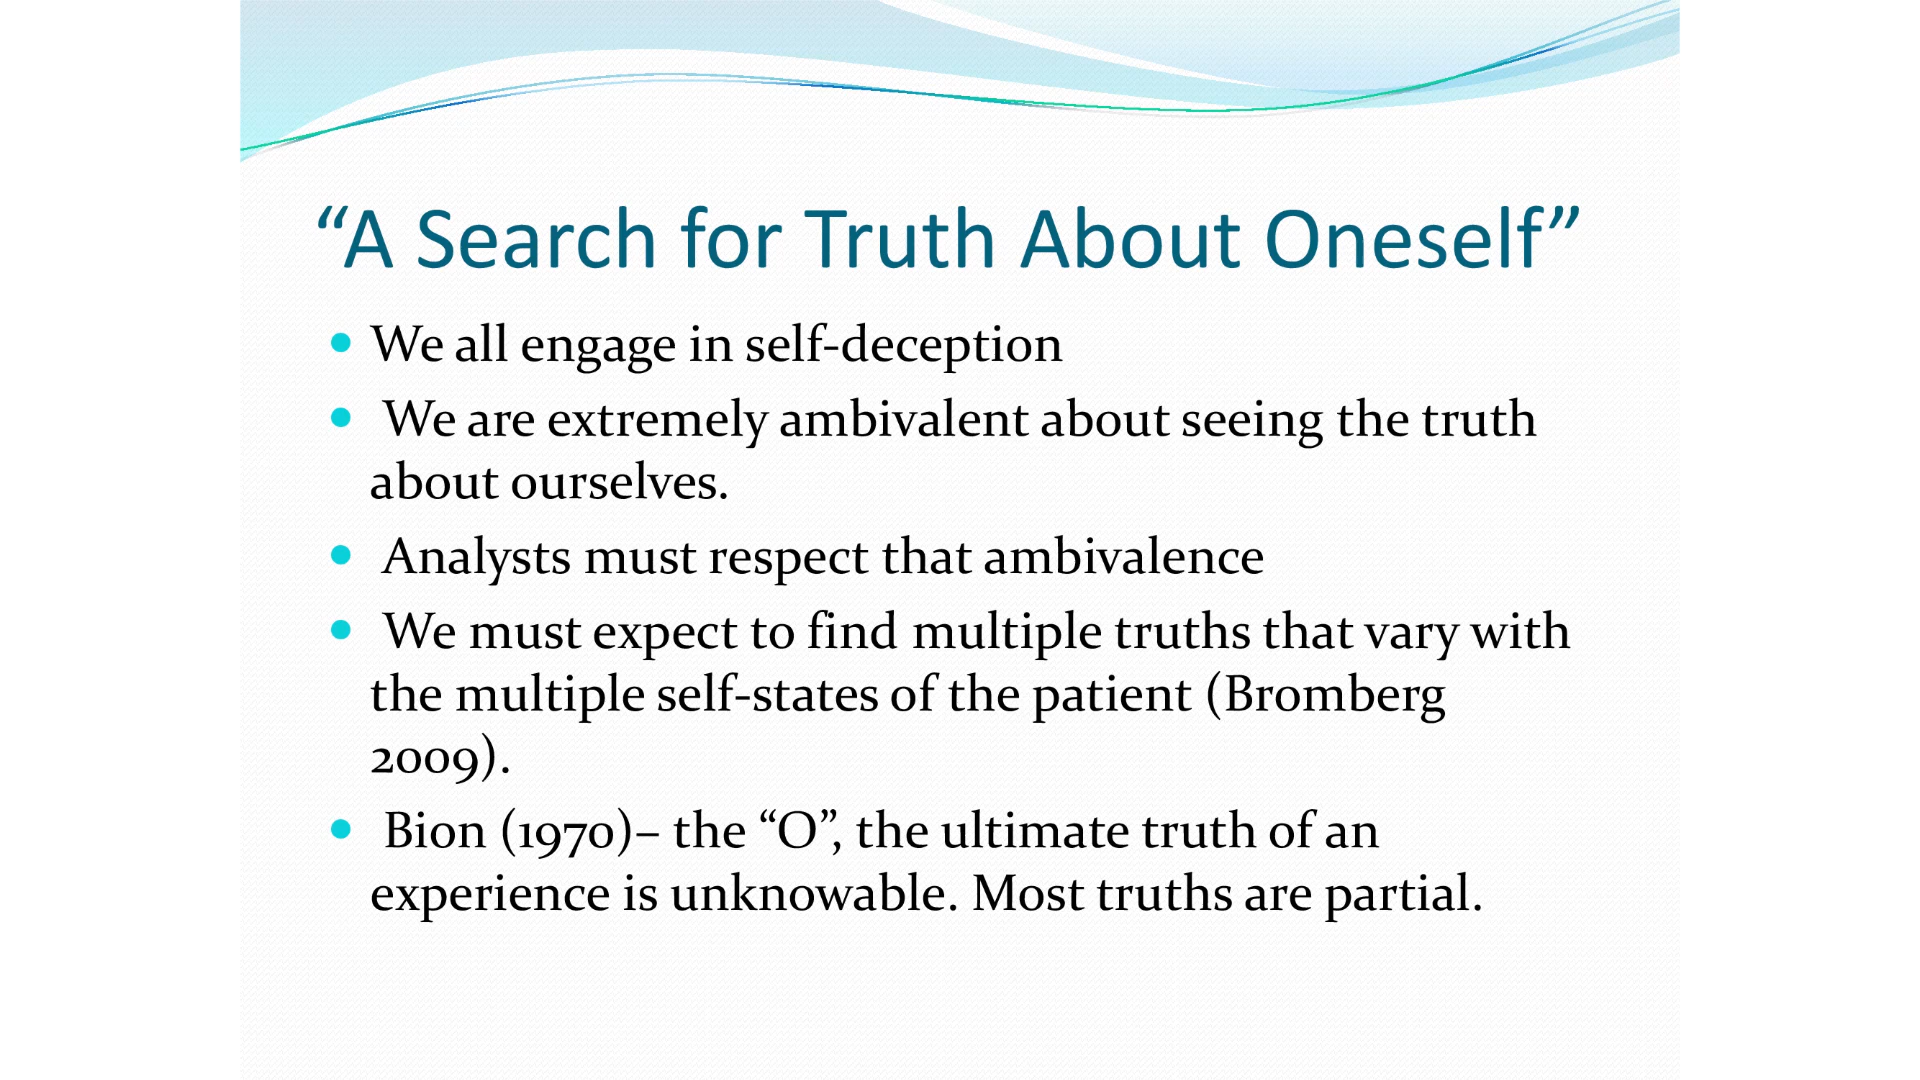 “A Search for Truth About Oneself”
• We all engage in self-deception
• We are extremely ambivalent about seeing the truth
about ourselves.
• Analysts must respect that ambivalence
• We must expect to find multiple truths that vary with
the multiple self-states of the patient (Bromberg
2009).
• Bion (1970)– the “O”, the ultimate truth of an
experience is unknowable. Most truths are partial.